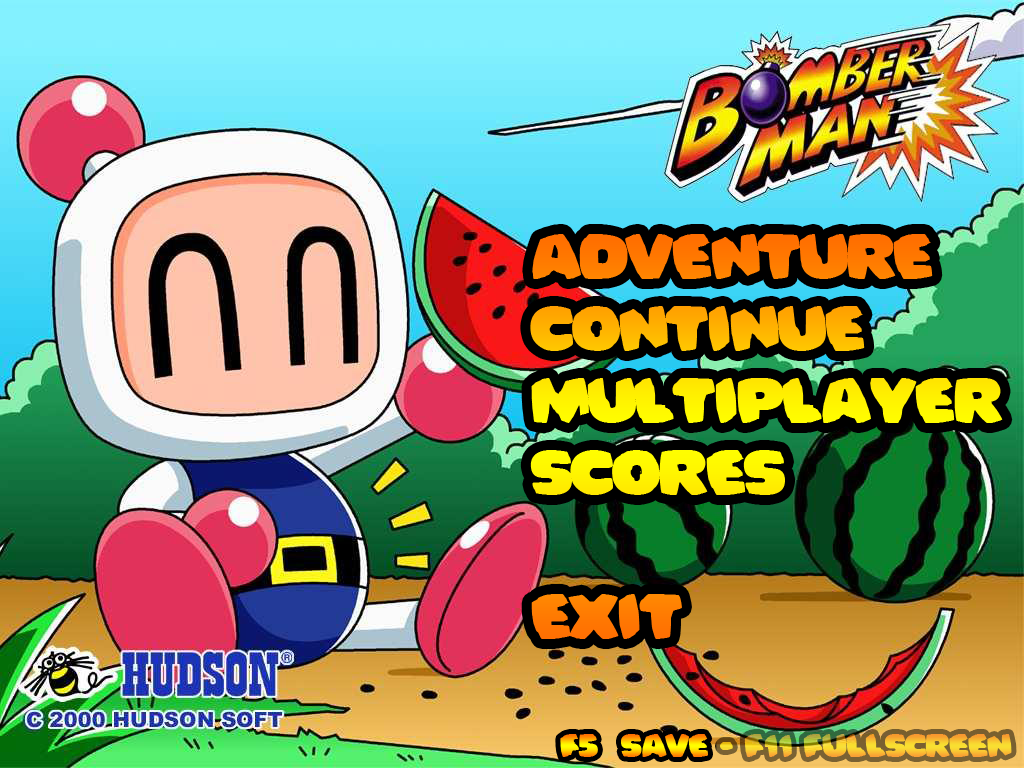 BOMBER
MAN
ADVENTURE
CONTINUE
MULTIPLAYER
SCORES
EXIT
HUDSON®
© 2000 HUDSON SOFT
F5 SAVE - F11 FULLSCREEN